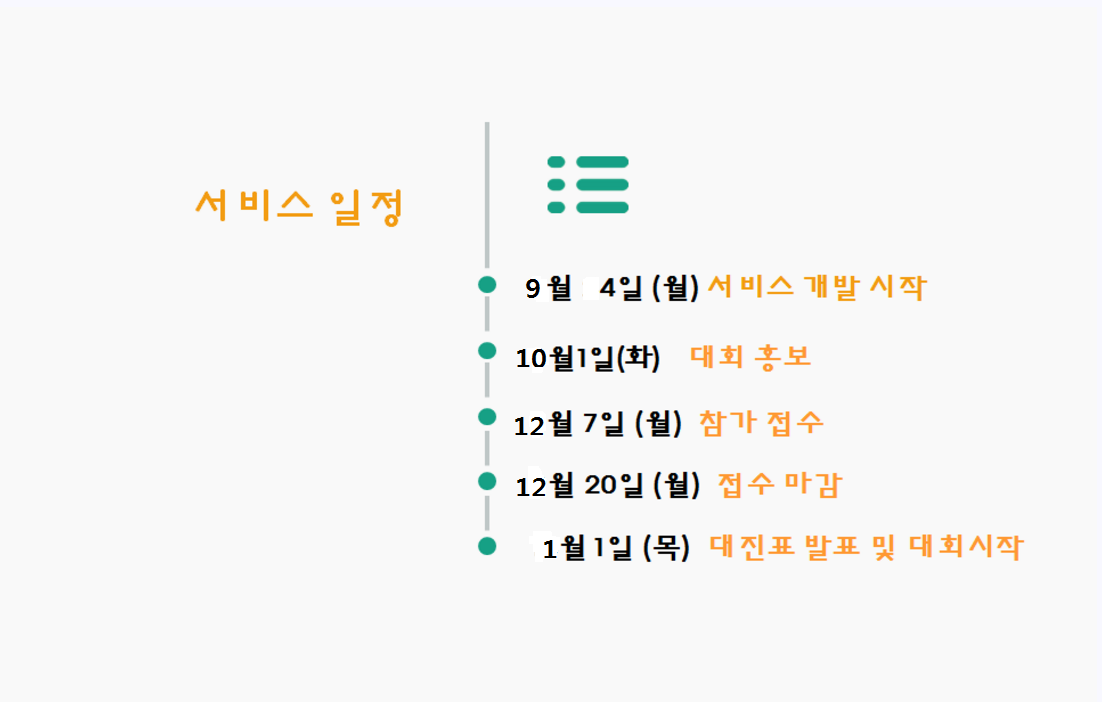 서비스 일정
9월 4일 (월) 서비스 개발 시작
10월1일(화) 대회 홍보
12월 7일 (월) 참가 접수
12월 20일 (월) 접수 마감
1월 1일 (목) 대진표 발표 및 대회시작